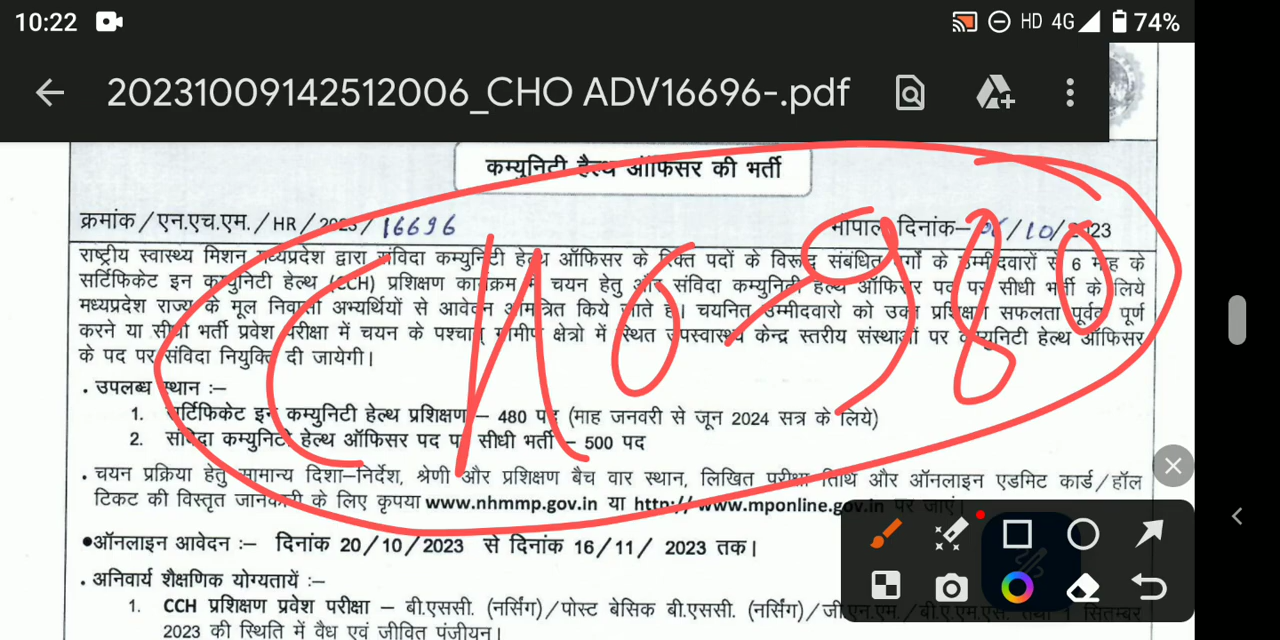 10:22 HD 4G 74%
20231009142512006_CHO ADV16696-.pdf
कम्युनिटी हैल्थ ऑफिसर की भर्ती
क्रमांक/एन.एच.एम./HR/2023/16696 भोपाल दिनांक- /10/2023
राष्ट्रीय स्वास्थ्य मिशन मध्यप्रदेश द्वारा संविदा कम्युनिटी हेल्थ ऑफिसर के रिक्त पदों के विरूद्ध संबंधित वर्गों के उम्मीदवारों से 6 माह के
सर्टिफिकेट इन कम्युनिटी हेल्थ (CCH) प्रशिक्षण कार्यक्रम में चयन हेतु और संविदा कम्युनिटी हेल्थ ऑफिसर पद पर सीधी भर्ती के लिये
मध्यप्रदेश राज्य के मूल निवासी अभ्यर्थियों से आवेदन आमंत्रित किये जाते है। चयनित उम्मीदवारो को उक्त प्रशिक्षण सफलता पूर्वक पूर्ण
करने या सीधी भर्ती प्रवेश परीक्षा में चयन के पश्चात् ग्रामीण क्षेत्रो में स्थित उपस्वास्थ्य केन्द्र स्तरीय संस्थाओं पर कम्युनिटी हेल्थ ऑफिसर
के पद पर संविदा नियुक्ति दी जायेगी।
No 980
. उपलब्ध स्थान :–
1. सर्टिफिकेट इन कम्युनिटी हेल्थ प्रशिक्षण – 480 पद (माह जनवरी से जून 2024 सत्र के लिये)
2. संविदा कम्युनिटी हेल्थ ऑफिसर पद पर सीधी भर्ती – 500 पद
. चयन प्रक्रिया हेतु सामान्य दिशा–निर्देश, श्रेणी और प्रशिक्षण बैच वार स्थान, लिखित परीक्षा तिथि और ऑनलाइन एडमिट कार्ड/हॉल
टिकट की विस्तृत जानकारी के लिए कृपया www.nhmmp.gov.in या http://www.mponline.gov.in पर जाएं।
•ऑनलाइन आवेदन :– दिनांक 20/10/2023 से दिनांक 16/11/ 2023 तक।
. अनिवार्य शैक्षणिक योग्यतायें :–
1. CCH प्रशिक्षण प्रवेश परीक्षा – बी.एससी. (नर्सिंग)/पोस्ट बेसिक बी.एससी. (नर्सिंग)/जी.एन.एम./बी.ए.एम.एस. तथा 1 सितम्बर
2023 की स्थिति में वैध एवं जीवित पंजीयन।